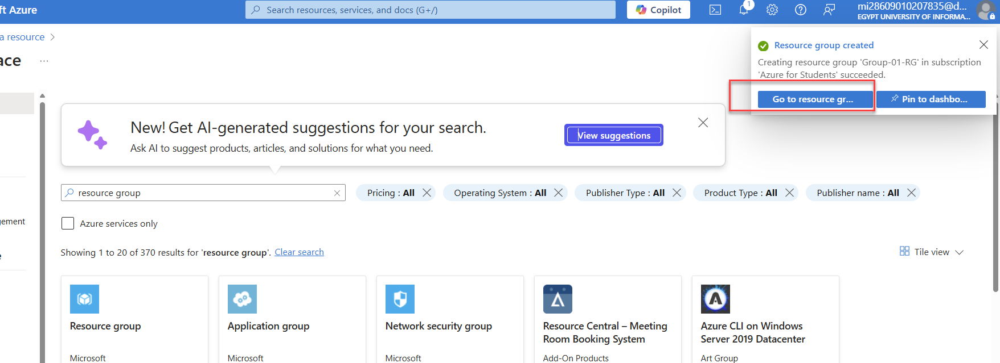 ft Azure
Search resources, services, and docs (G+/)
Copilot
1
mi28609010207835@d...
EGYPT UNIVERSITY OF INFORMA...
a resource
ace
...
Resource group created
Creating resource group 'Group-01-RG' in subscription
'Azure for Students' succeeded.
Go to resource gr...
Pin to dashbo...
New! Get AI-generated suggestions for your search.
Ask AI to suggest products, articles, and solutions for what you need.
View suggestions
resource group
Pricing : All
Operating System : All
Publisher Type : All
Product Type : All
Publisher name : All
gement
Azure services only
Showing 1 to 20 of 370 results for 'resource group'. Clear search
Tile view
e
Resource group
Microsoft
Application group
Microsoft
Network security group
Microsoft
Resource Central – Meeting
Room Booking System
Add-On Products
Azure CLI on Windows
Server 2019 Datacenter
Art Group